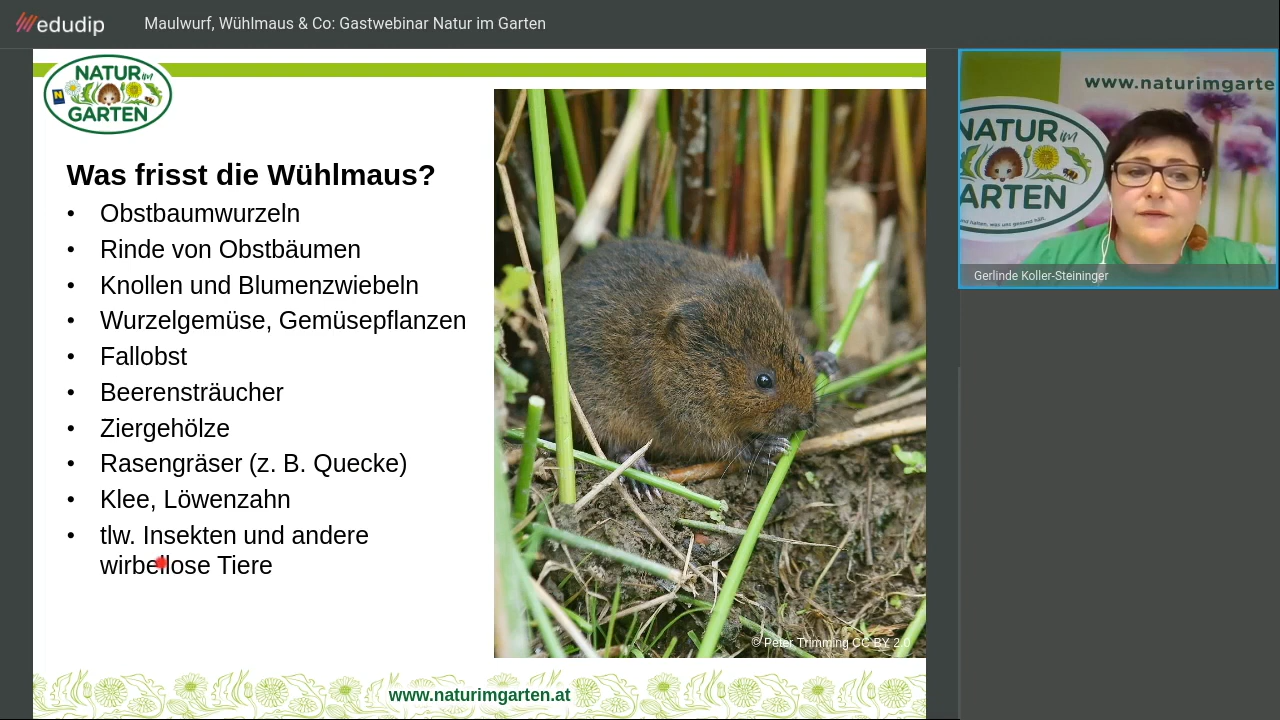 edudip
Maulwurf, Wühlmaus & Co: Gastwebinar Natur im Garten
NATUR im
GARTEN
Was frisst die Wühlmaus?
• Obstbaumwurzeln
• Rinde von Obstbäumen
• Knollen und Blumenzwiebeln
• Wurzelgemüse, Gemüsepflanzen
• Fallobst
• Beerensträucher
• Ziergehölze
• Rasengräser (z. B. Quecke)
• Klee, Löwenzahn
• tlw. Insekten und andere
wirbellose Tiere
© Peter Trimming CC BY 2.0
www.naturimgarten.at
www.naturimgarte
NATUR im
ARTEN
Gerlinde Koller-Steininger